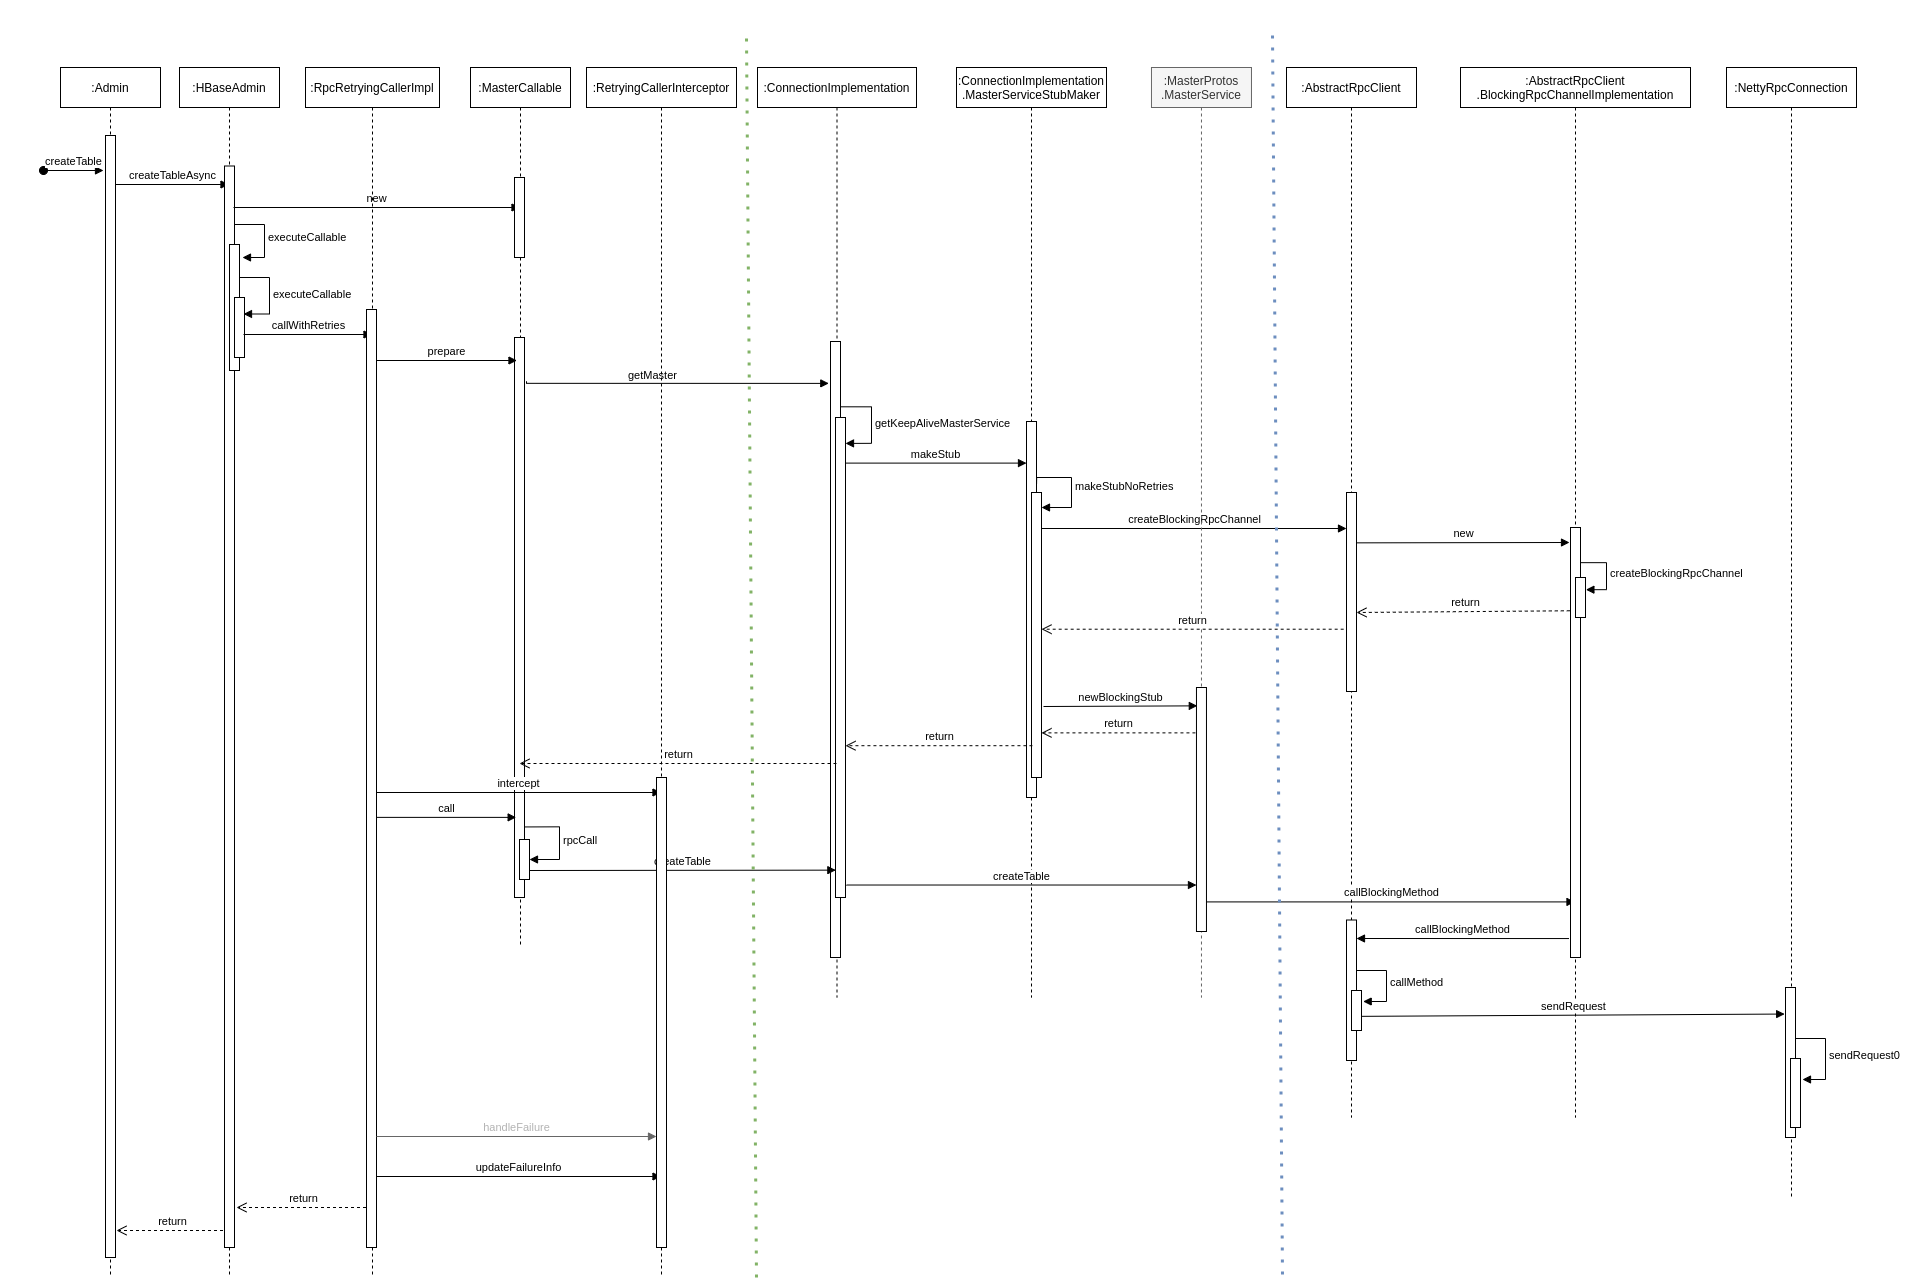 :Admin
:HBaseAdmin
:RpcRetryingCallerImpl
:MasterCallable
:RetryingCallerInterceptor
:ConnectionImplementation
:ConnectionImplementation
.MasterServiceStubMaker
:MasterProtos
.MasterService
:AbstractRpcClient
:AbstractRpcClient
.BlockingRpcChannelImplementation
:NettyRpcConnection
createTable
createTableAsync
new
executeCallable
executeCallable
callWithRetries
prepare
getMaster
getKeepAliveMasterService
makeStub
makeStubNoRetries
createBlockingRpcChannel
new
createBlockingRpcChannel
return
return
newBlockingStub
return
return
return
intercept
call
rpcCall
createTable
createTable
callBlockingMethod
callBlockingMethod
callMethod
sendRequest
sendRequest0
handleFailure
updateFailureInfo
return
return